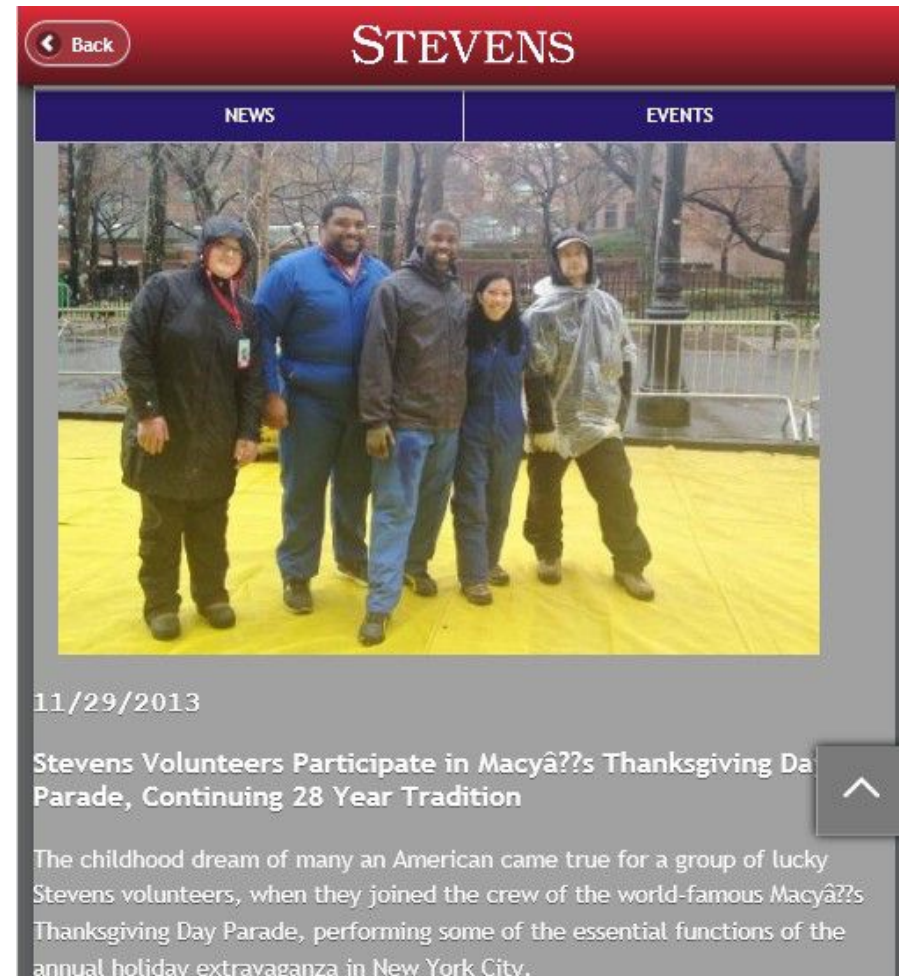 Back
STEVENS
NEWS
EVENTS
11/29/2013
Stevens Volunteers Participate in Macyâ??s Thanksgiving Da
Parade, Continuing 28 Year Tradition
The childhood dream of many an American came true for a group of lucky
Stevens volunteers, when they joined the crew of the world-famous Macyâ??s
Thanksgiving Day Parade, performing some of the essential functions of the
annual holiday extravaganza in New York City.